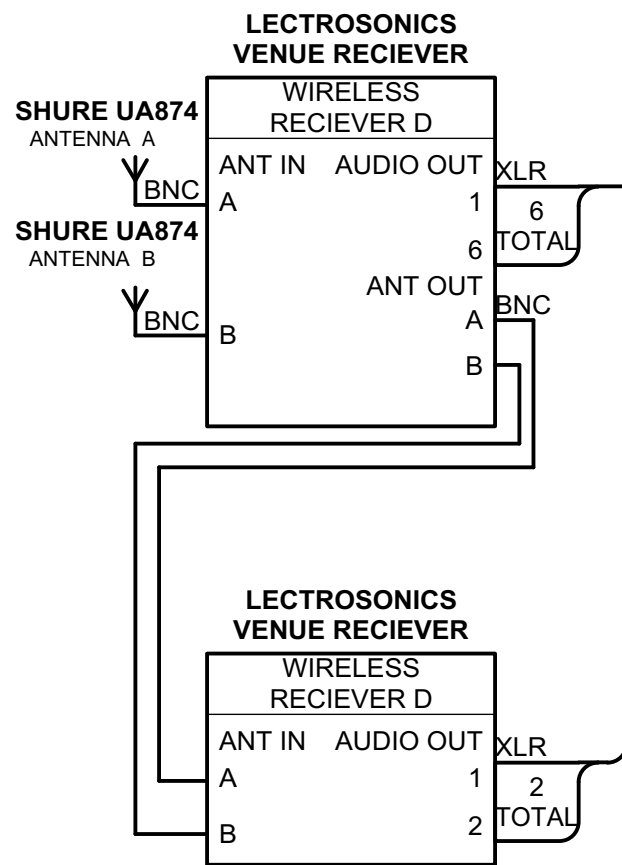 LECTROSONICS
VENUE RECIEVER
WIRELESS
RECIEVER D
SHURE UA874
ANTENNA A
ANT IN AUDIO OUT
XLR
BNC
A
1
6
TOTAL
SHURE UA874
ANTENNA B
6
ANT OUT
BNC
A
BNC
B
B
LECTROSONICS
VENUE RECIEVER
WIRELESS
RECIEVER D
ANT IN AUDIO OUT
XLR
A
1
2
TOTAL
B
2